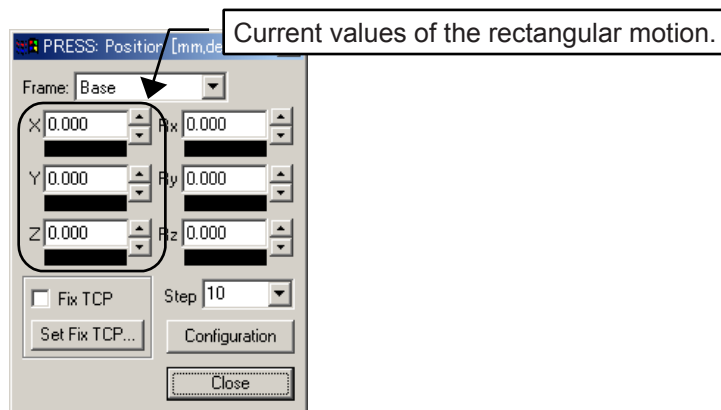 Current values of the rectangular motion.
PRESS: Position [mm,de
Frame: Base
X 0.000 Rx 0.000
Y 0.000 Ry 0.000
Z 0.000 Rz 0.000
Fix TCP Step 10
Set Fix TCP... Configuration
Close